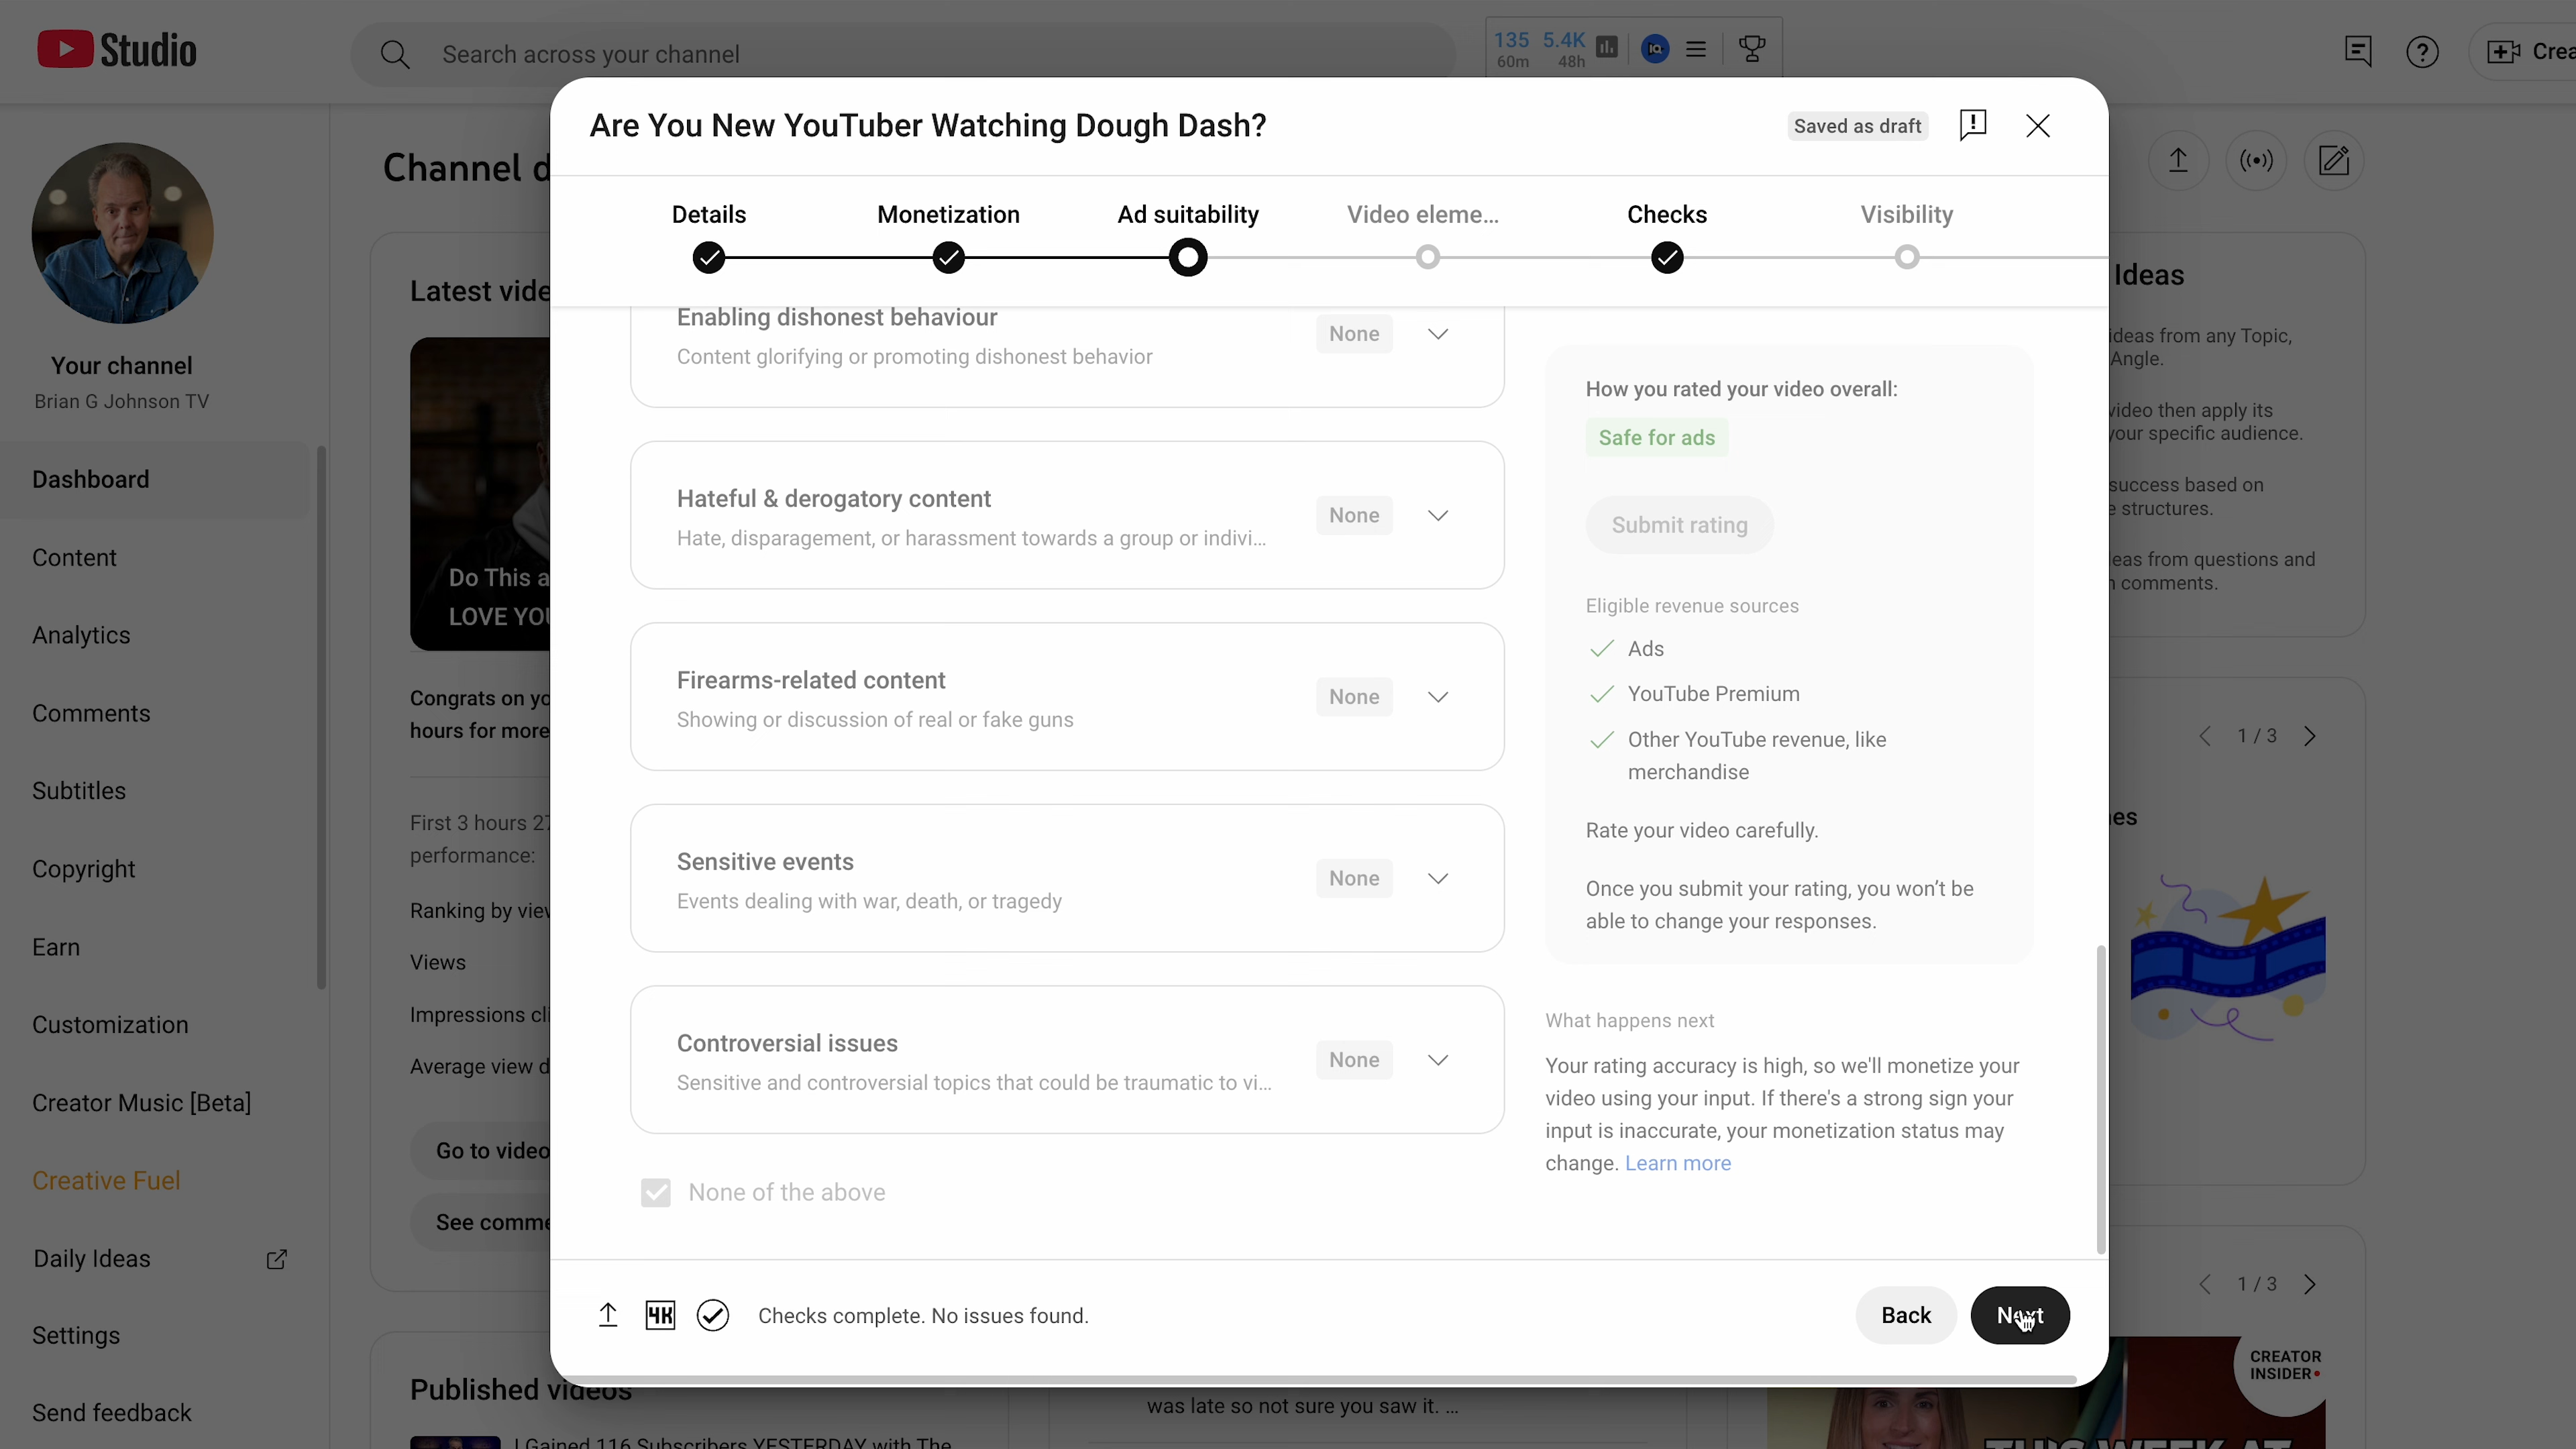 Studio
Search across your channel
135 5.4K
60m 48h
IQ
Crea
Your channel
Brian G Johnson TV
Dashboard
Content
Analytics
Comments
Subtitles
Copyright
Earn
Customization
Creator Music [Beta]
Creative Fuel
Daily Ideas
Settings
Send feedback
Channel d
Latest vide
Do This a
LOVE YOU
Congrats on yo
hours for more
First 3 hours 27
performance:
Ranking by view
Views
Impressions cli
Average view d
Go to video
See comme
Published videos
I Gained 116 Subscribers YESTERDAY with The
Are You New YouTuber Watching Dough Dash?
Saved as draft
Details
Monetization
Ad suitability
Video eleme…
Checks
Visibility
Enabling dishonest behaviour
Content glorifying or promoting dishonest behavior
None
Hateful & derogatory content
Hate, disparagement, or harassment towards a group or indivi…
None
Firearms-related content
Showing or discussion of real or fake guns
None
Sensitive events
Events dealing with war, death, or tragedy
None
Controversial issues
Sensitive and controversial topics that could be traumatic to vi…
None
None of the above
How you rated your video overall:
Safe for ads
Submit rating
Eligible revenue sources
Ads
YouTube Premium
Other YouTube revenue, like
merchandise
Rate your video carefully.
Once you submit your rating, you won't be
able to change your responses.
What happens next
Your rating accuracy is high, so we'll monetize your
video using your input. If there's a strong sign your
input is inaccurate, your monetization status may
change. Learn more
4K
Checks complete. No issues found.
Back
Next
was late so not sure you saw it. …
Ideas
ideas from any Topic,
Angle.
video then apply its
your specific audience.
success based on
e structures.
eas from questions and
n comments.
1 / 3
nes
1 / 3
CREATOR
INSIDER
THIS WEEK AT